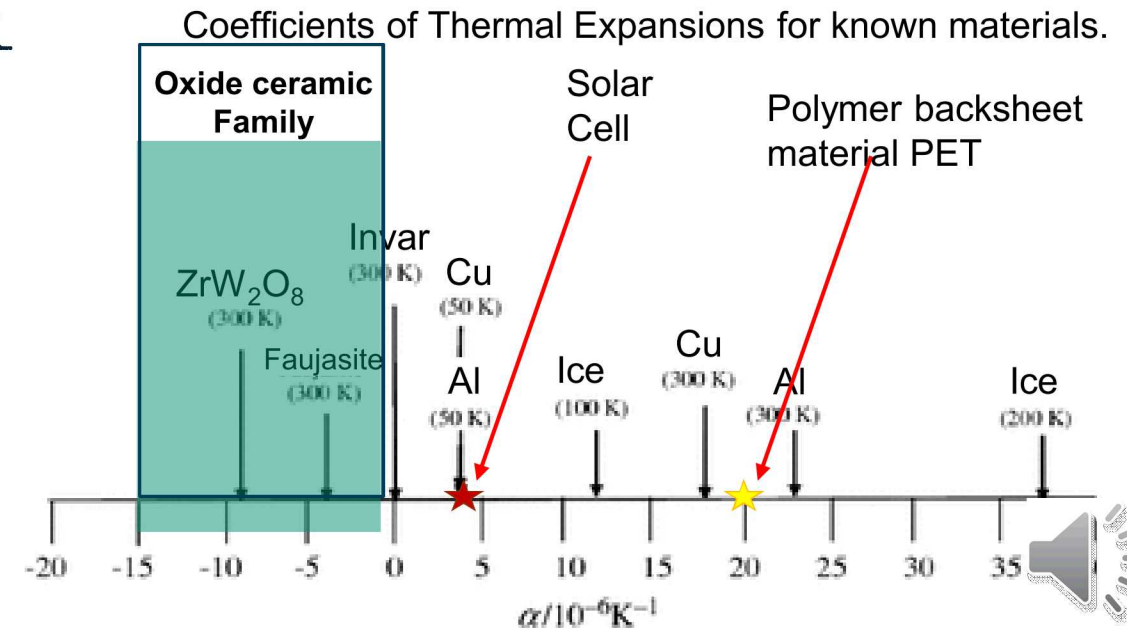 Coefficients of Thermal Expansions for known materials.
Oxide ceramic
Family
Solar
Cell
Polymer backsheet
material PET
Invar
(300 K)
ZrW₂O₈
(300 K)
Cu
(50 K)
Faujasite
(300 K)
Al
(50 K)
Ice
(100 K)
Cu
(300 K)
Al
(300 K)
Ice
(200 K)
-20 -15 -10 -5 0 5 10 15 20 25 30 35
α/10⁻⁶K⁻¹